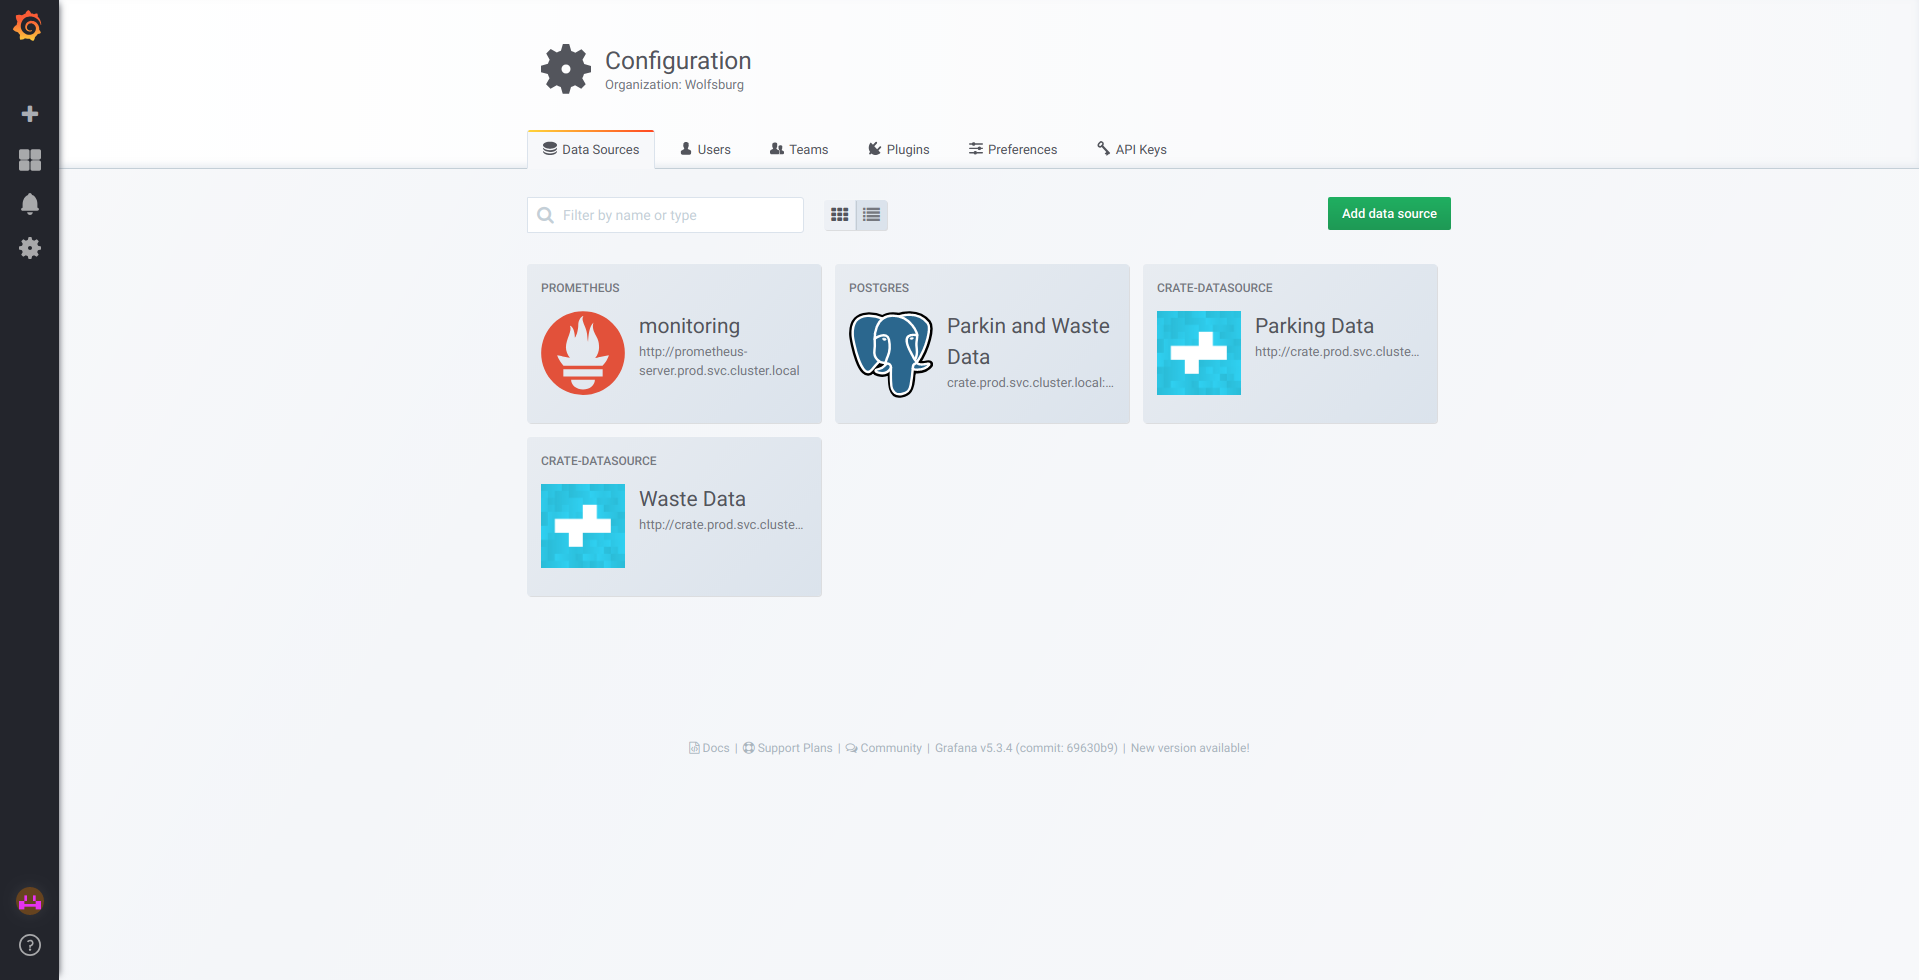 Configuration
Organization: Wolfsburg
Data Sources
Users
Teams
Plugins
Preferences
API Keys
Filter by name or type
Add data source
PROMETHEUS
monitoring
http://prometheus-
server.prod.svc.cluster.local
POSTGRES
Parkin and Waste
Data
crate.prod.svc.cluster.local:...
CRATE-DATASOURCE
Parking Data
http://crate.prod.svc.cluste...
CRATE-DATASOURCE
Waste Data
http://crate.prod.svc.cluste...
Docs | Support Plans | Community | Grafana v5.3.4 (commit: 69630b9) | New version available!
?